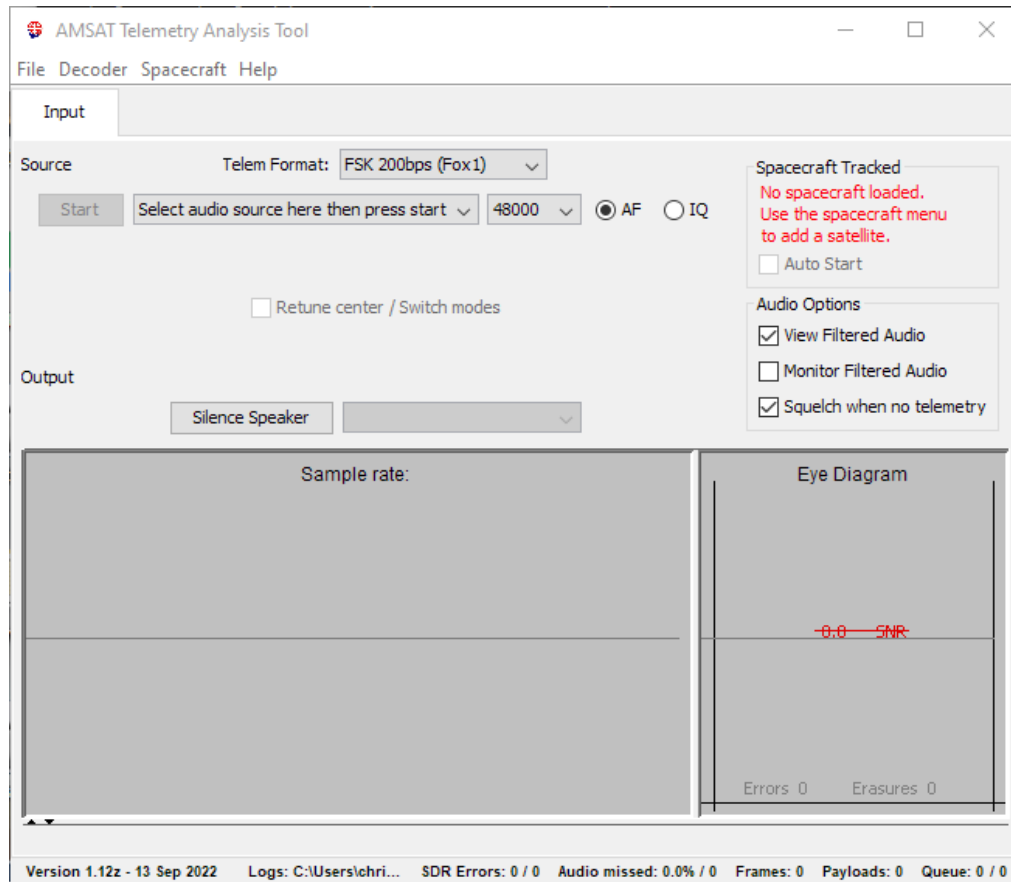 AMSAT Telemetry Analysis Tool
File Decoder Spacecraft Help
Input
Source
Telem Format: FSK 200bps (Fox1)
Start
Select audio source here then press start
48000
AF
IQ
Retune center / Switch modes
Output
Silence Speaker
Spacecraft Tracked
No spacecraft loaded.
Use the spacecraft menu
to add a satellite.
Auto Start
Audio Options
View Filtered Audio
Monitor Filtered Audio
Squelch when no telemetry
Sample rate:
Eye Diagram
0.0 SNR
Errors 0 Erasures 0
Version 1.12z - 13 Sep 2022 Logs: C:\Users\chri... SDR Errors: 0 / 0 Audio missed: 0.0% / 0 Frames: 0 Payloads: 0 Queue: 0 / 0